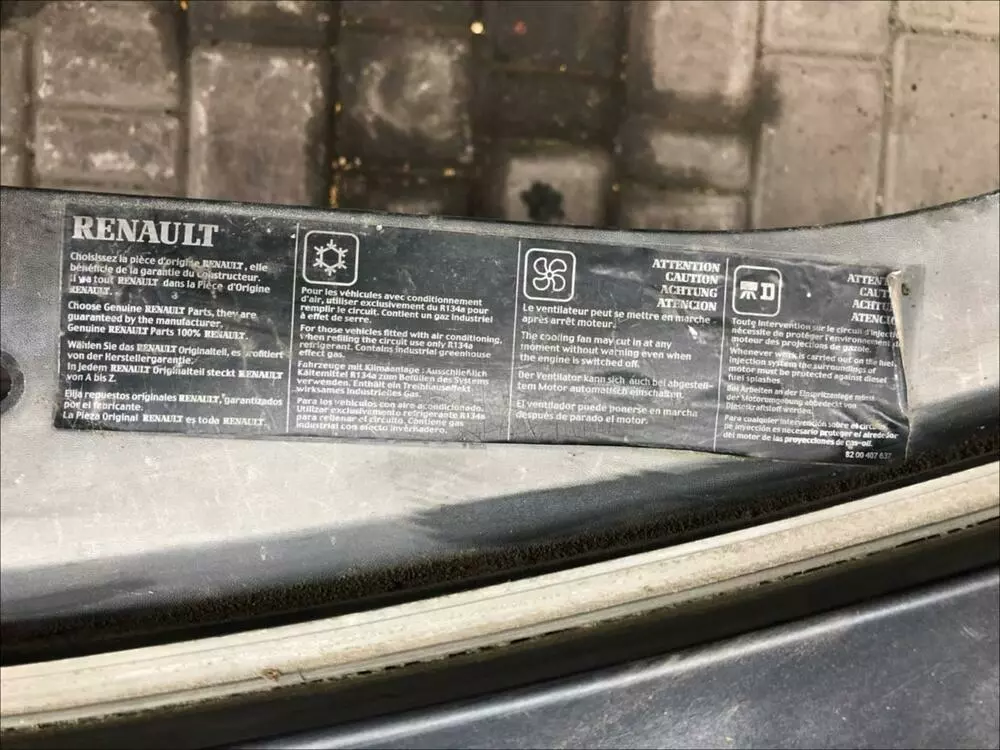 RENAULT
Choisissez la pièce d'origine RENAULT, elle
bénéficie de la garantie du constructeur.
Il ya tout RENAULT dans la Pièce d'Origine
RENAULT.
Choose Genuine RENAULT Parts, they are
guaranteed by the manufacturer.
Genuine RENAULT Parts 100% RENAULT.
Wählen Sie das RENAULT Originalteil, es profitiert
von der Herstellergarantie.
In jedem RENAULT Originalteil steckt RENAULT
von A bis Z.
Elija repuestos originales RENAULT, garantizados
por el fabricante.
La Pieza Original RENAULT es todo RENAULT.
Pour les véhicules avec conditionnement
d'air, utiliser exclusivement du R134a pour
remplir le circuit. Contient un gaz industriel
à effet de serre.
For those vehicles fitted with air conditioning,
when refilling the circuit use only R134a
refrigerant. Contains industrial greenhouse
effect gas.
Fahrzeuge mit Klimaanlage : Ausschließlich
Kältemittel R134a zum Befüllen des Systems
verwenden. Enthält ein Treibhausgas
wirksames Industrielles Gas.
Para los vehículos con aire acondicionado.
Utilizar exclusivamente refrigerante R134a
para rellenar el circuito. Contiene gas
industrial con efecto invernadero.
ATTENTION
CAUTION
ACHTUNG
ATENCION
Le ventilateur peut se mettre en marche
après arrêt moteur.
The cooling fan may cut in at any
moment without warning even when
the engine is switched off.
Der Ventilator kann sich auch bei abgestell-
tem Motor automatisch einschalten.
El ventilador puede ponerse en marcha
después de parado el motor.
D
ATTENT
CAUTI
ACHTUN
ATENCIO
Toute intervention sur le circuit d'inject
nécessite de protéger l'environnement
moteur des projections de gazole.
Whenever work is carried out on the fuel
injection system the surroundings of
motor must be protected against diesel
fuel splashes.
Bei Arbeiten an der Einspritzanlage müssen
der Motorumgebung abgedeckt von
Dieselkraftstoff werden.
Para cualquier intervención sobre el circuito
de inyección es necesario proteger el alrededor
del motor de las proyecciones de gas-oil.
82 00 407 637